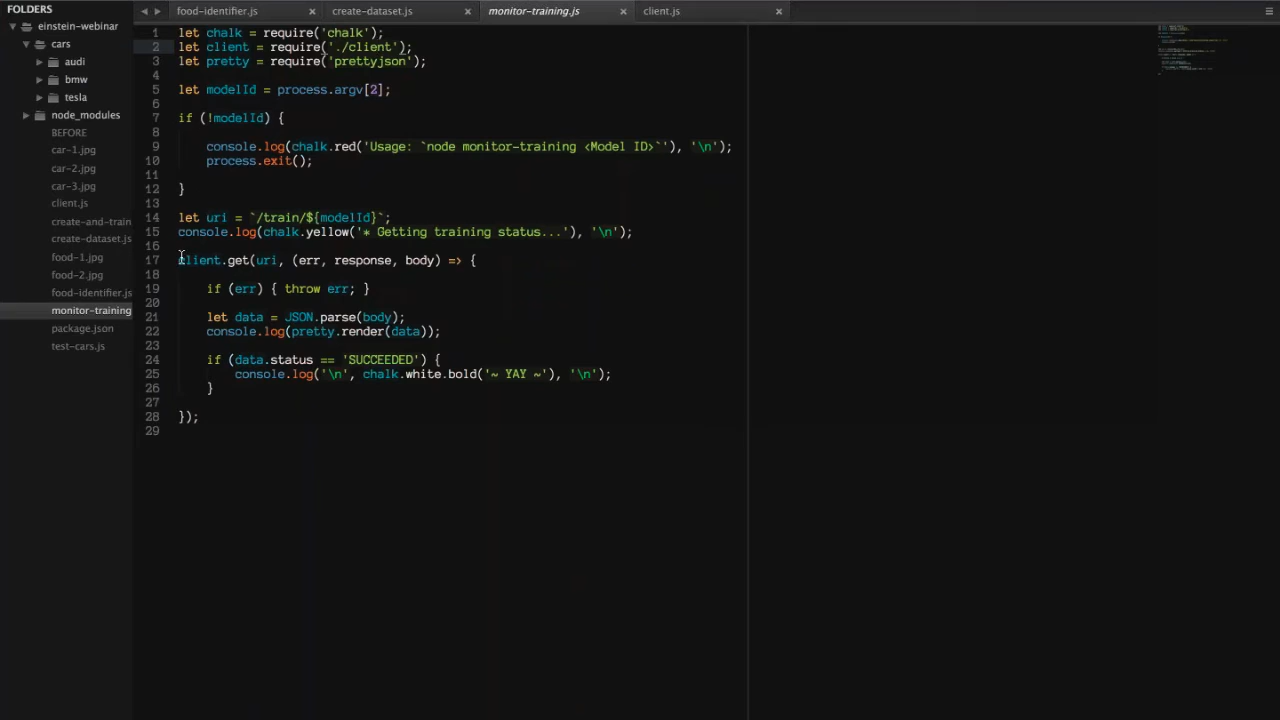 FOLDERS
einstein-webinar
cars
audi
bmw
tesla
node_modules
BEFORE
car-1.jpg
car-2.jpg
car-3.jpg
client.js
create-and-train
create-dataset.js
food-1.jpg
food-2.jpg
food-identifier.js
monitor-training
package.json
test-cars.js
food-identifier.js
create-dataset.js
monitor-training.js
client.js
1 let chalk = require('chalk');
2 let client = require('./client');
3 let pretty = require('prettyjson');
4
5 let modelId = process.argv[2];
6
7 if (!modelId) {
8
9 console.log(chalk.red('Usage: `node monitor-training <Model ID>`'), '\n');
10 process.exit();
11
12 }
13
14 let uri = `/train/${modelId}`;
15 console.log(chalk.yellow('* Getting training status...'), '\n');
16
17 client.get(uri, (err, response, body) => {
18
19 if (err) { throw err; }
20
21 let data = JSON.parse(body);
22 console.log(pretty.render(data));
23
24 if (data.status == 'SUCCEEDED') {
25 console.log('\n', chalk.white.bold('~ YAY ~'), '\n');
26 }
27
28 });
29